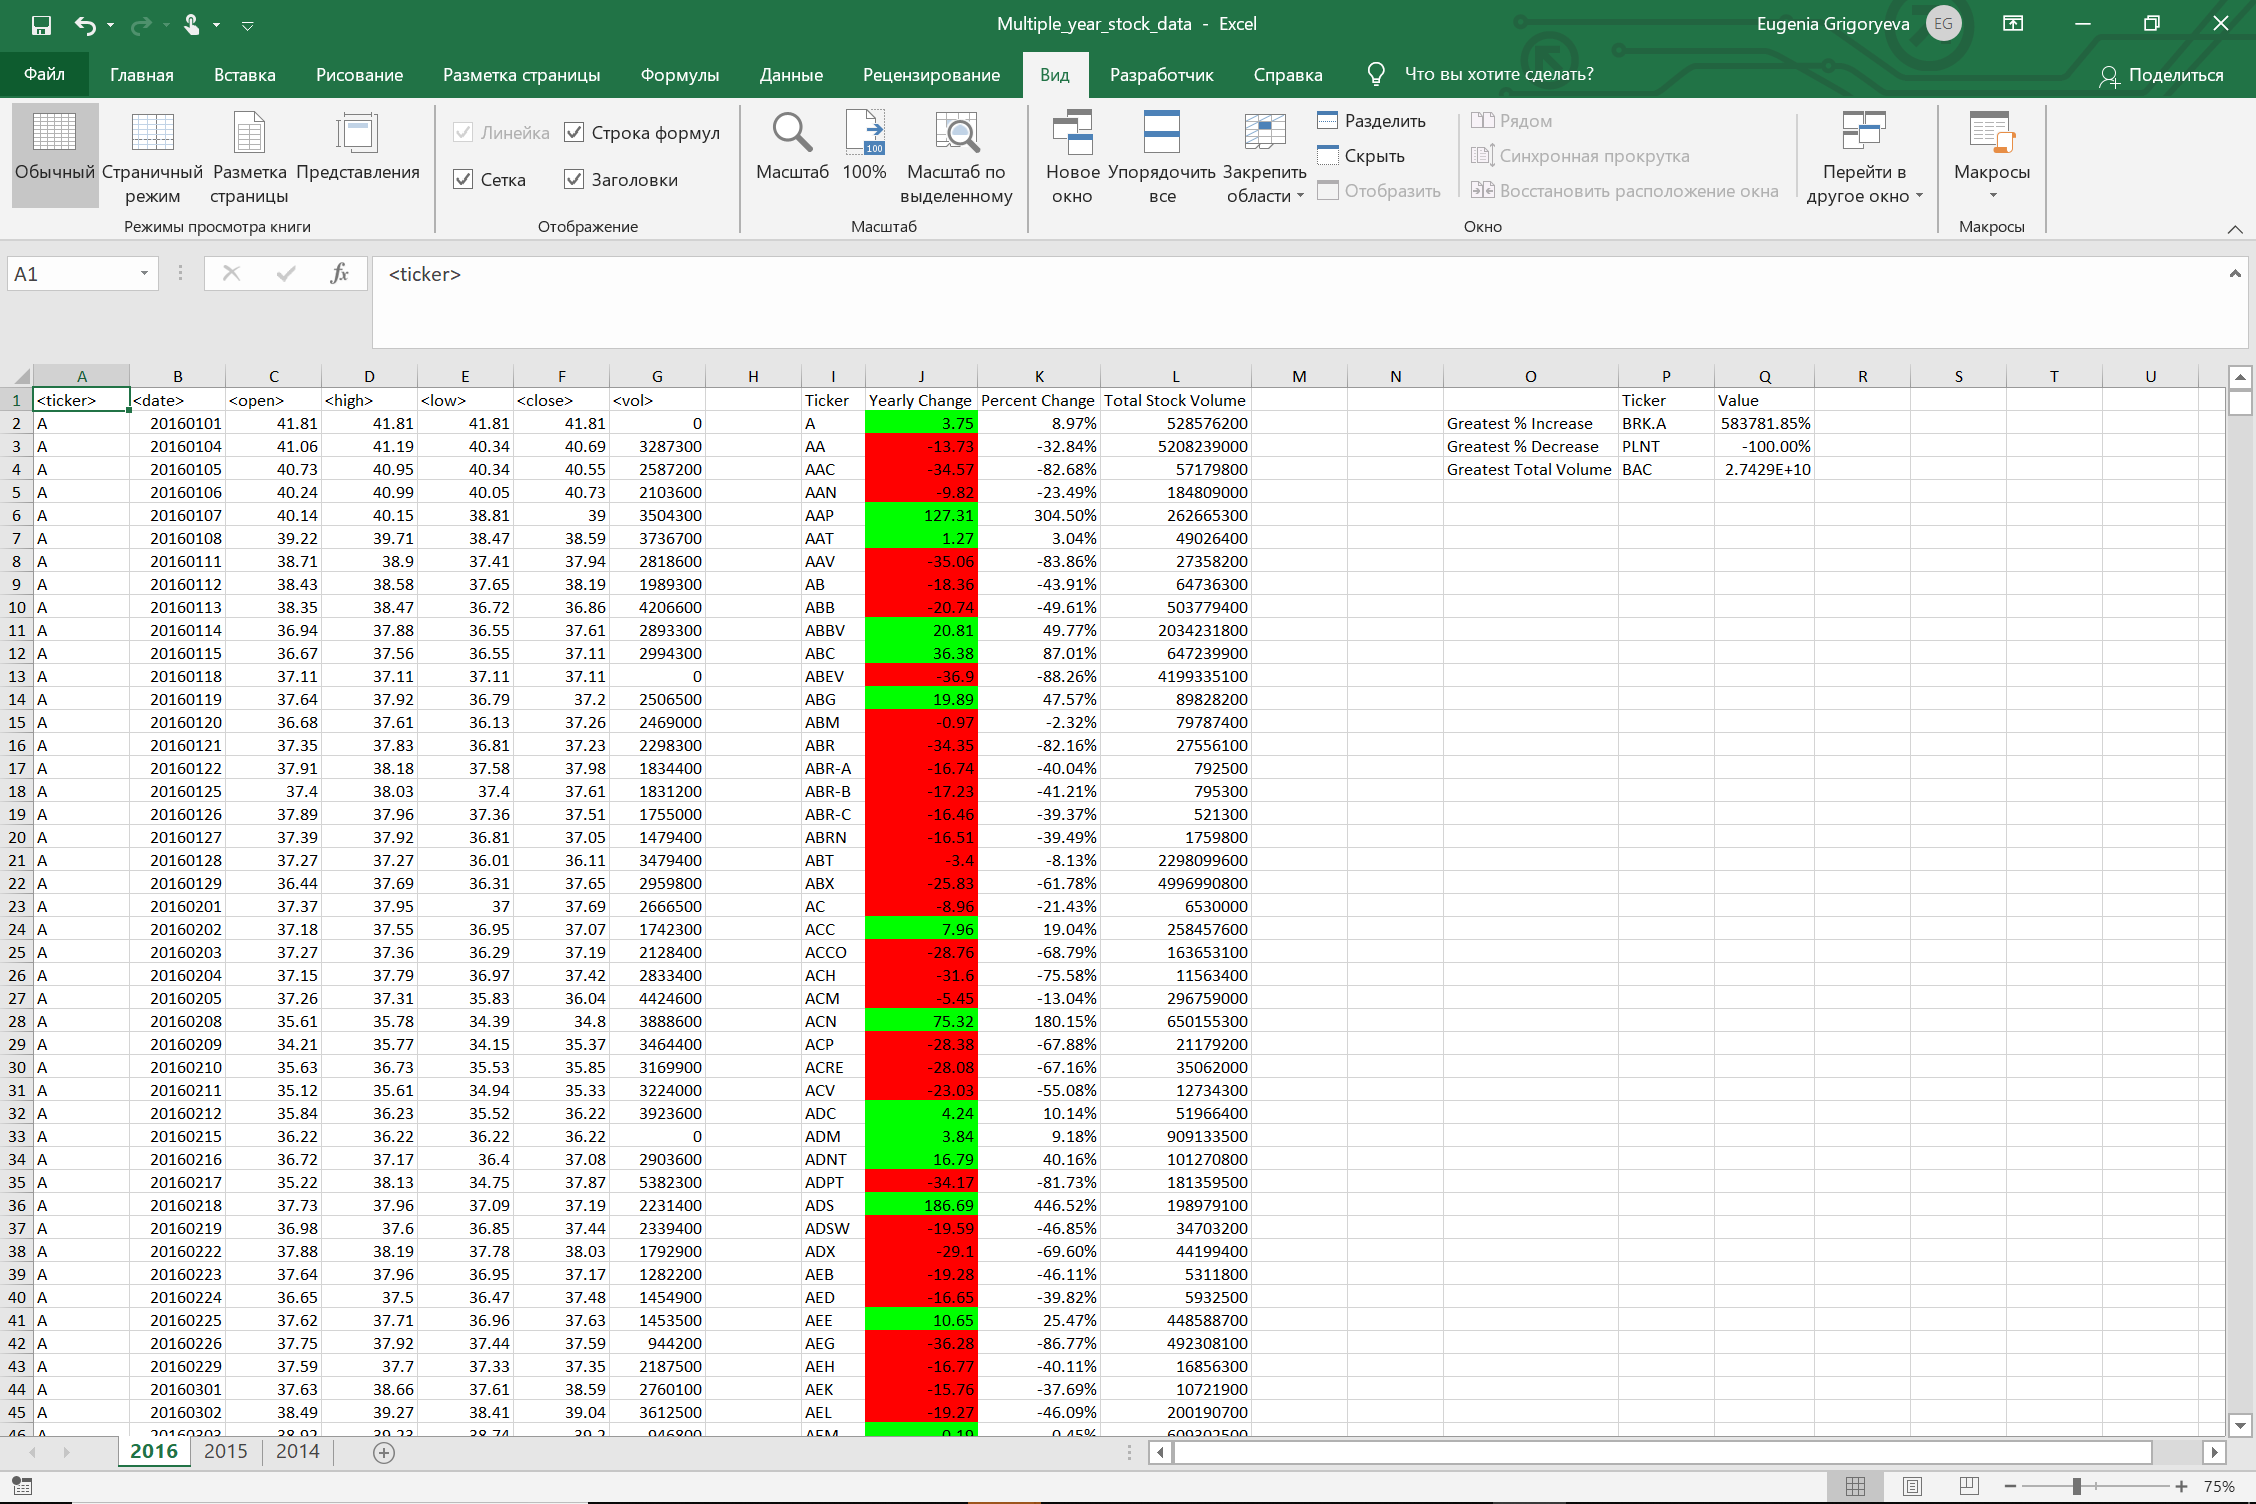 Multiple_year_stock_data - Excel
Eugenia Grigoryeva EG
Файл Главная Вставка Рисование Разметка страницы Формулы Данные Рецензирование Вид Разработчик Справка Что вы хотите сделать? Поделиться
Обычный Страничный режим Разметка страницы Представления
Режимы просмотра книги
Линейка Строка формул
Сетка Заголовки
Отображение
Масштаб 100% Масштаб по выделенному
100
Масштаб
Новое окно Упорядочить все Закрепить области
Разделить
Скрыть
Отобразить
Рядом
Синхронная прокрутка
Восстановить расположение окна
Перейти в другое окно
Окно
Макросы
Макросы
A1 fx <ticker>
A B C D E F G H I J K L M N O P Q R S T U
1 <ticker> <date> <open> <high> <low> <close> <vol> Ticker Yearly Change Percent Change Total Stock Volume Ticker Value
2 A 20160101 41.81 41.81 41.81 41.81 0 A 3.75 8.97% 528576200 Greatest % Increase BRK.A 583781.85%
3 A 20160104 41.06 41.19 40.34 40.69 3287300 AA -13.73 -32.84% 5208239000 Greatest % Decrease PLNT -100.00%
4 A 20160105 40.73 40.95 40.34 40.55 2587200 AAC -34.57 -82.68% 57179800 Greatest Total Volume BAC 2.7429E+10
5 A 20160106 40.24 40.99 40.05 40.73 2103600 AAN -9.82 -23.49% 184809000
6 A 20160107 40.14 40.15 38.81 39 3504300 AAP 127.31 304.50% 262665300
7 A 20160108 39.22 39.71 38.47 38.59 3736700 AAT 1.27 3.04% 49026400
8 A 20160111 38.71 38.9 37.41 37.94 2818600 AAV -35.06 -83.86% 27358200
9 A 20160112 38.43 38.58 37.65 38.19 1989300 AB -18.36 -43.91% 64736300
10 A 20160113 38.35 38.47 36.72 36.86 4206600 ABB -20.74 -49.61% 503779400
11 A 20160114 36.94 37.88 36.55 37.61 2893300 ABBV 20.81 49.77% 2034231800
12 A 20160115 36.67 37.56 36.55 37.11 2994300 ABC 36.38 87.01% 647239900
13 A 20160118 37.11 37.11 37.11 37.11 0 ABEV -36.9 -88.26% 4199335100
14 A 20160119 37.64 37.92 36.79 37.2 2506500 ABG 19.89 47.57% 89828200
15 A 20160120 36.68 37.61 36.13 37.26 2469000 ABM -0.97 -2.32% 79787400
16 A 20160121 37.35 37.83 36.81 37.23 2298300 ABR -34.35 -82.16% 27556100
17 A 20160122 37.91 38.18 37.58 37.98 1834400 ABR-A -16.74 -40.04% 792500
18 A 20160125 37.4 38.03 37.4 37.61 1831200 ABR-B -17.23 -41.21% 795300
19 A 20160126 37.89 37.96 37.36 37.51 1755000 ABR-C -16.46 -39.37% 521300
20 A 20160127 37.39 37.92 36.81 37.05 1479400 ABRN -16.51 -39.49% 1759800
21 A 20160128 37.27 37.27 36.01 36.11 3479400 ABT -3.4 -8.13% 2298099600
22 A 20160129 36.44 37.69 36.31 37.65 2959800 ABX -25.83 -61.78% 4996990800
23 A 20160201 37.37 37.95 37 37.69 2666500 AC -8.96 -21.43% 6530000
24 A 20160202 37.18 37.55 36.95 37.07 1742300 ACC 7.96 19.04% 258457600
25 A 20160203 37.27 37.36 36.29 37.19 2128400 ACCO -28.76 -68.79% 163653100
26 A 20160204 37.15 37.79 36.97 37.42 2833400 ACH -31.6 -75.58% 11563400
27 A 20160205 37.26 37.31 35.83 36.04 4424600 ACM -5.45 -13.04% 296759000
28 A 20160208 35.61 35.78 34.39 34.8 3888600 ACN 75.32 180.15% 650155300
29 A 20160209 34.21 35.77 34.15 35.37 3464400 ACP -28.38 -67.88% 21179200
30 A 20160210 35.63 36.73 35.53 35.85 3169900 ACRE -28.08 -67.16% 35062000
31 A 20160211 35.12 35.61 34.94 35.33 3224000 ACV -23.03 -55.08% 12734300
32 A 20160212 35.84 36.23 35.52 36.22 3923600 ADC 4.24 10.14% 51966400
33 A 20160215 36.22 36.22 36.22 36.22 0 ADM 3.84 9.18% 909133500
34 A 20160216 36.72 37.17 36.4 37.08 2903600 ADNT 16.79 40.16% 101270800
35 A 20160217 35.22 38.13 34.75 37.87 5382300 ADPT -34.17 -81.73% 181359500
36 A 20160218 37.73 37.96 37.09 37.19 2231400 ADS 186.69 446.52% 198979100
37 A 20160219 36.98 37.6 36.85 37.44 2339400 ADSW -19.59 -46.85% 34703200
38 A 20160222 37.88 38.19 37.78 38.03 1792900 ADX -29.1 -69.60% 44199400
39 A 20160223 37.64 37.96 36.95 37.17 1282200 AEB -19.28 -46.11% 5311800
40 A 20160224 36.65 37.5 36.47 37.48 1454900 AED -16.65 -39.82% 5932500
41 A 20160225 37.62 37.71 36.96 37.63 1453500 AEE 10.65 25.47% 448588700
42 A 20160226 37.75 37.92 37.44 37.59 944200 AEG -36.28 -86.77% 492308100
43 A 20160229 37.59 37.7 37.33 37.35 2187500 AEH -16.77 -40.11% 16856300
44 A 20160301 37.63 38.66 37.61 38.59 2760100 AEK -15.76 -37.69% 10721900
45 A 20160302 38.49 39.27 38.41 39.04 3612500 AEL -19.27 -46.09% 200190700
46 A 20160303 38.92 39.23 38.74 39.2 946800 AEM 0.19 0.45% 609302500
2016 2015 2014
75%